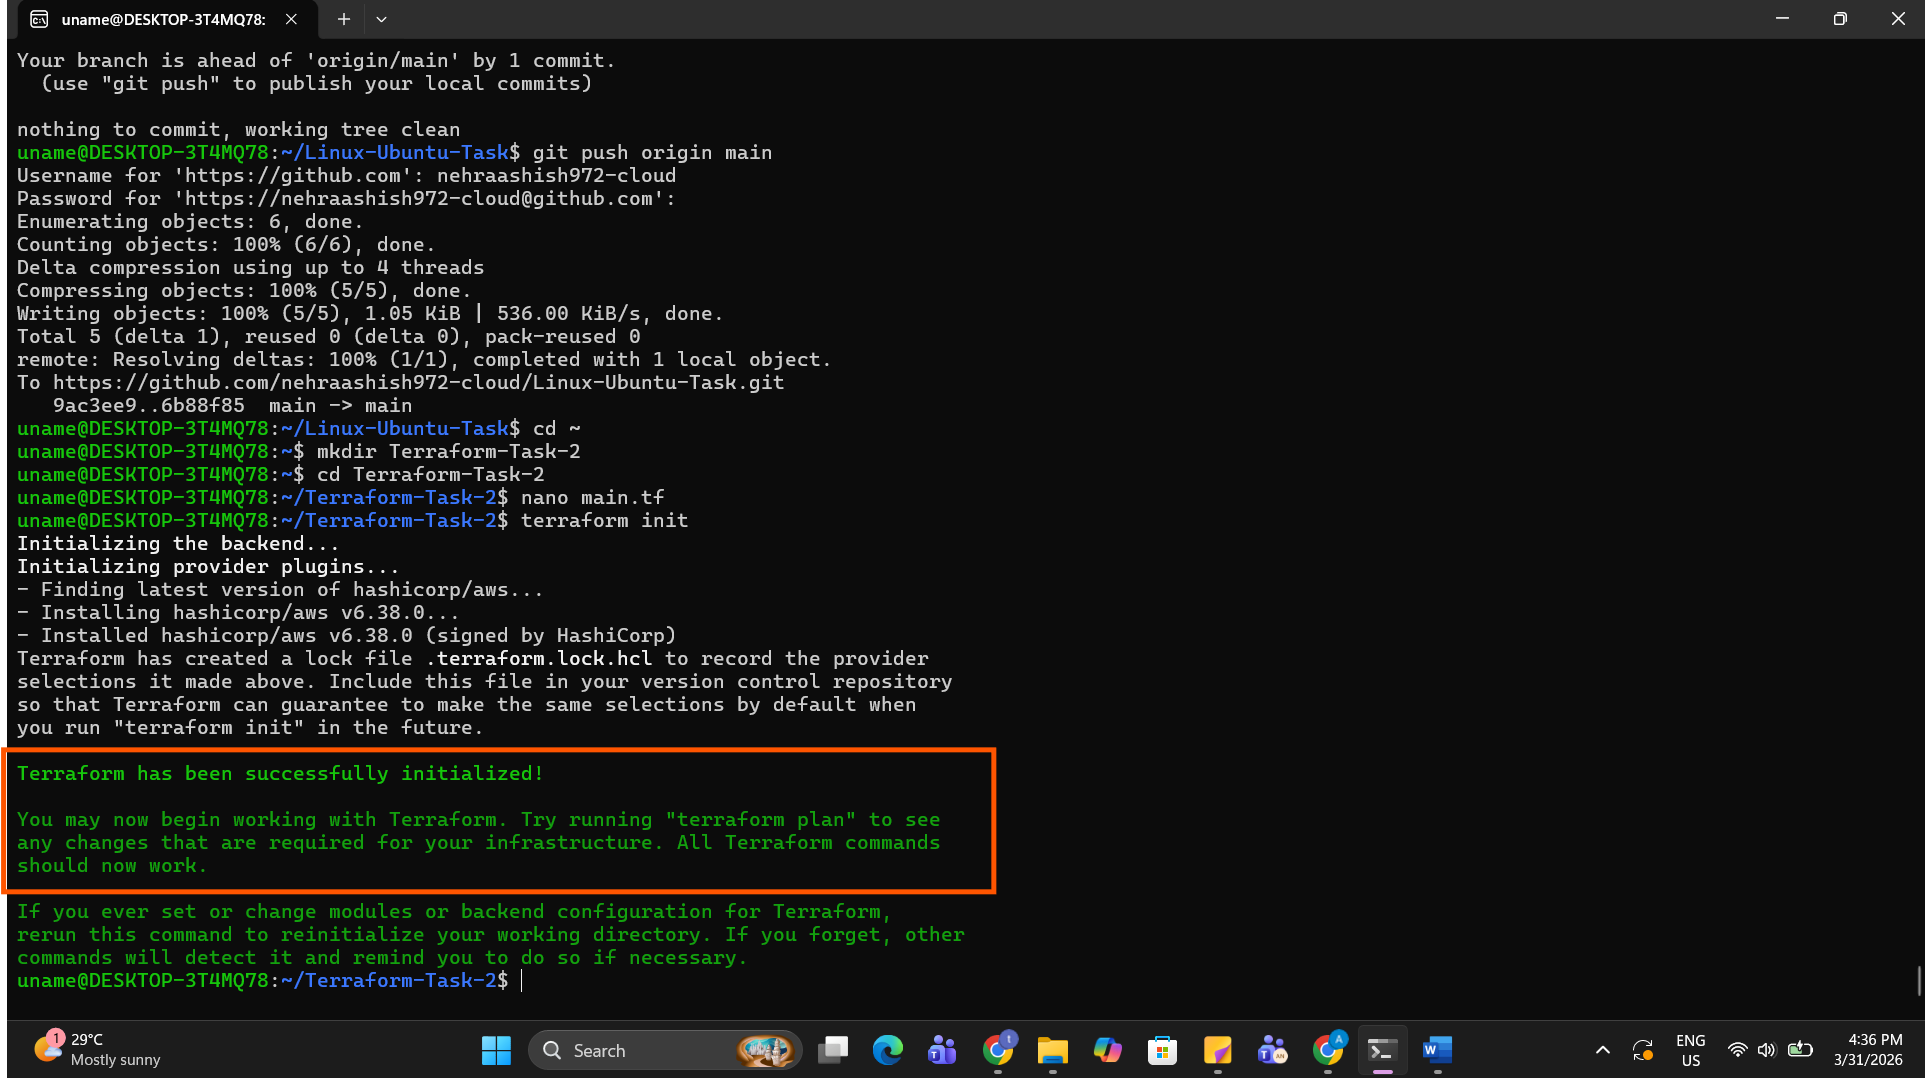 uname@DESKTOP-3T4MQ78:
Your branch is ahead of 'origin/main' by 1 commit.
(use "git push" to publish your local commits)
nothing to commit, working tree clean
uname@DESKTOP-3T4MQ78:~/Linux-Ubuntu-Task$ git push origin main
Username for 'https://github.com': nehraashish972-cloud
Password for 'https://nehraashish972-cloud@github.com':
Enumerating objects: 6, done.
Counting objects: 100% (6/6), done.
Delta compression using up to 4 threads
Compressing objects: 100% (5/5), done.
Writing objects: 100% (5/5), 1.05 KiB | 536.00 KiB/s, done.
Total 5 (delta 1), reused 0 (delta 0), pack-reused 0
remote: Resolving deltas: 100% (1/1), completed with 1 local object.
To https://github.com/nehraashish972-cloud/Linux-Ubuntu-Task.git
9ac3ee9..6b88f85  main -> main
uname@DESKTOP-3T4MQ78:~/Linux-Ubuntu-Task$ cd ~
uname@DESKTOP-3T4MQ78:~$ mkdir Terraform-Task-2
uname@DESKTOP-3T4MQ78:~$ cd Terraform-Task-2
uname@DESKTOP-3T4MQ78:~/Terraform-Task-2$ nano main.tf
uname@DESKTOP-3T4MQ78:~/Terraform-Task-2$ terraform init
Initializing the backend...
Initializing provider plugins...
- Finding latest version of hashicorp/aws...
- Installing hashicorp/aws v6.38.0...
- Installed hashicorp/aws v6.38.0 (signed by HashiCorp)
Terraform has created a lock file .terraform.lock.hcl to record the provider
selections it made above. Include this file in your version control repository
so that Terraform can guarantee to make the same selections by default when
you run "terraform init" in the future.
Terraform has been successfully initialized!
You may now begin working with Terraform. Try running "terraform plan" to see
any changes that are required for your infrastructure. All Terraform commands
should now work.
If you ever set or change modules or backend configuration for Terraform,
rerun this command to reinitialize your working directory. If you forget, other
commands will detect it and remind you to do so if necessary.
uname@DESKTOP-3T4MQ78:~/Terraform-Task-2$
1
29°C
Mostly sunny
Search
ENG
US
4:36 PM
3/31/2026